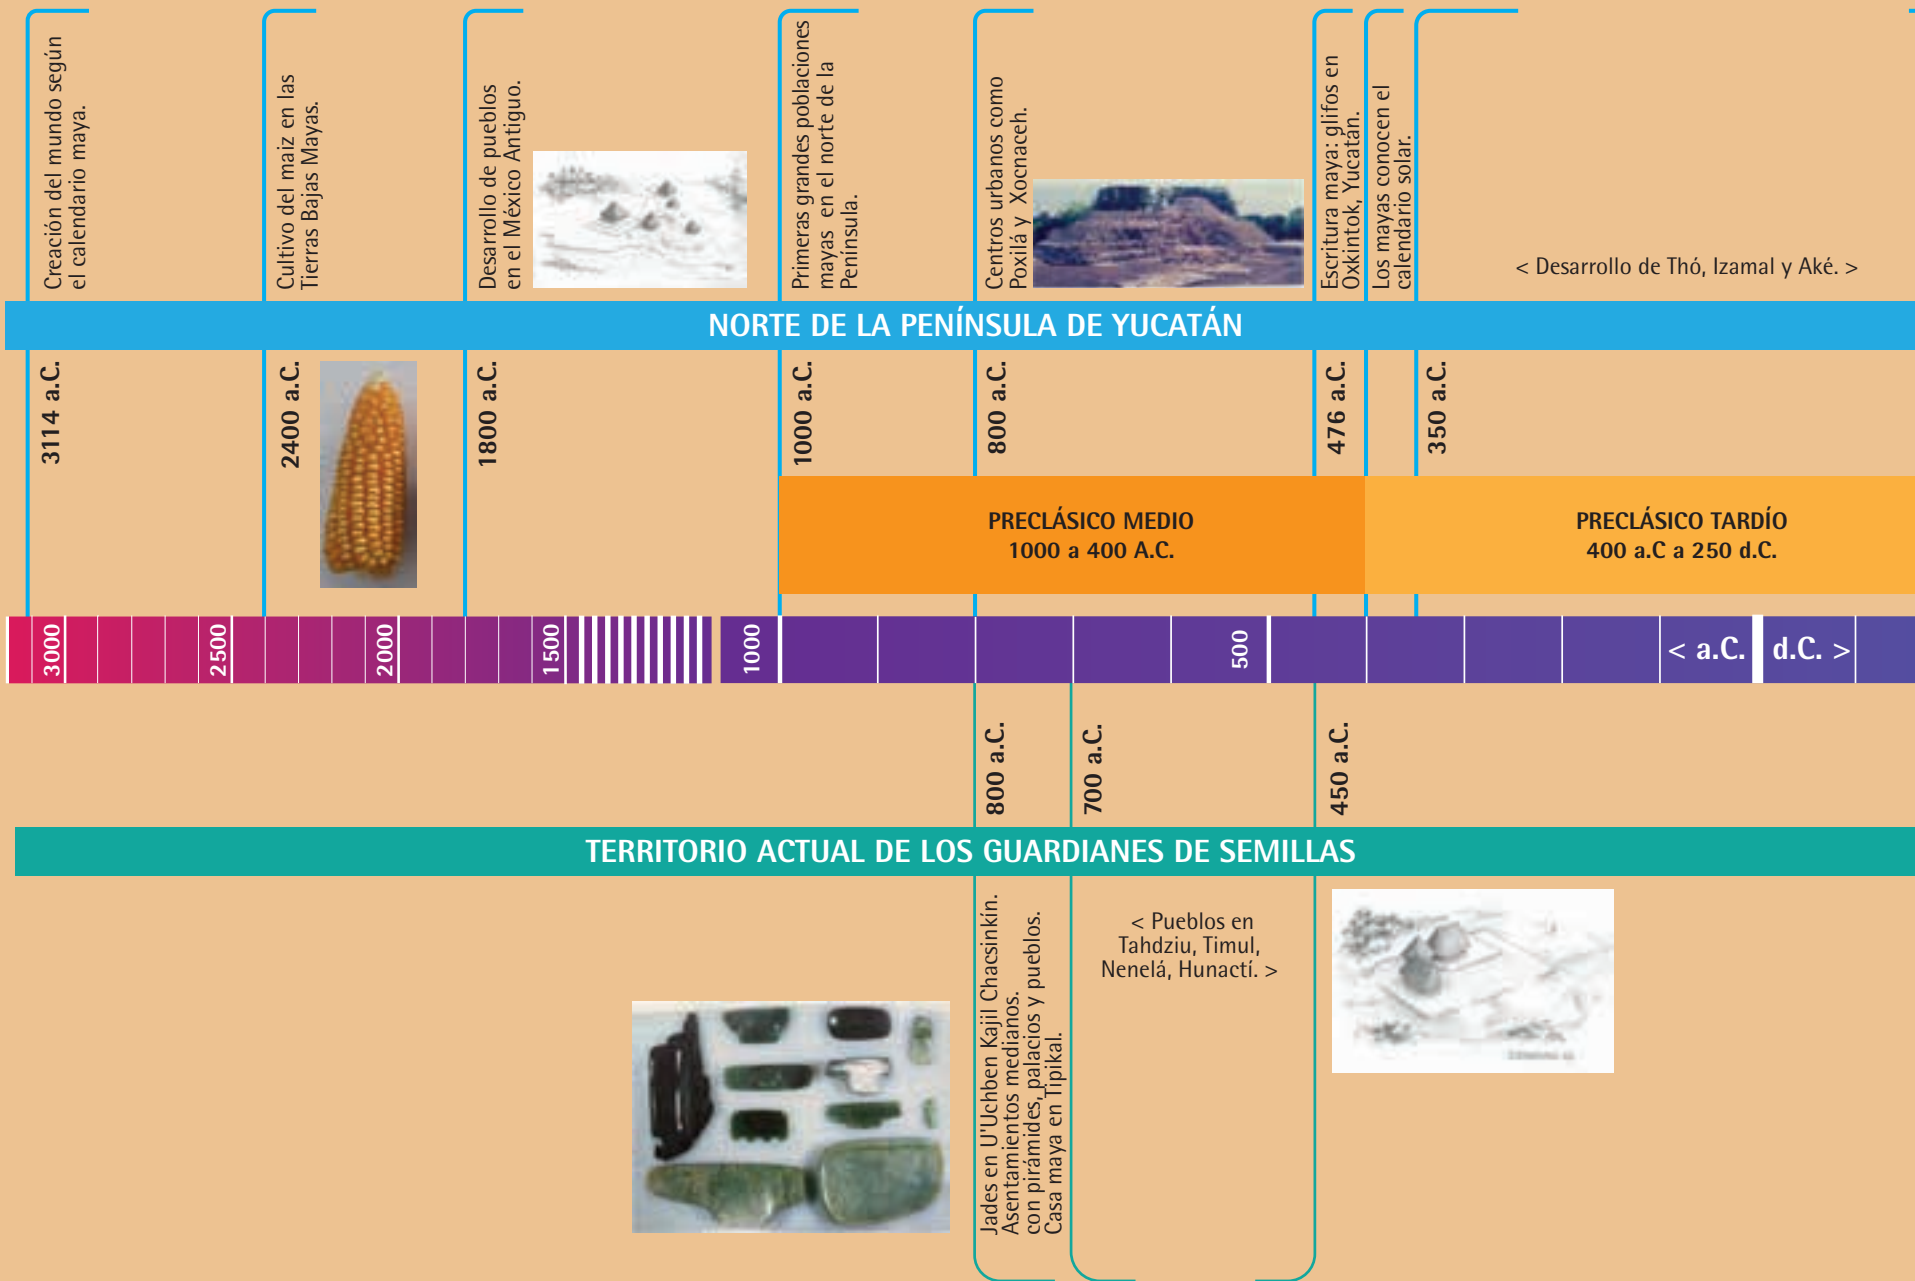 Creación del mundo según
el calendario maya.
Cultivo del maiz en las
Tierras Bajas Mayas.
Desarrollo de pueblos
en el México Antiguo.
Primeras grandes poblaciones
mayas en el norte de la
Península.
Centros urbanos como
Poxilá y Xocnaceh.
Escritura maya: glifos en
Oxkintok, Yucatán.
Los mayas conocen el
calendario solar.
< Desarrollo de Thó, Izamal y Aké. >
NORTE DE LA PENÍNSULA DE YUCATÁN
3114 a.C.
2400 a.C.
1800 a.C.
1000 a.C.
800 a.C.
476 a.C.
350 a.C.
PRECLÁSICO MEDIO
1000 a 400 A.C.
PRECLÁSICO TARDÍO
400 a.C a 250 d.C.
3000
2500
2000
1500
1000
500
< a.C.
d.C. >
800 a.C.
700 a.C.
450 a.C.
TERRITORIO ACTUAL DE LOS GUARDIANES DE SEMILLAS
Jades en U'Uchben Kajil Chacsinkín.
Asentamientos medianos.
con pirámides, palacios y pueblos.
Casa maya en Tipikal.
< Pueblos en
Tahdziu, Timul,
Nenelá, Hunactí. >